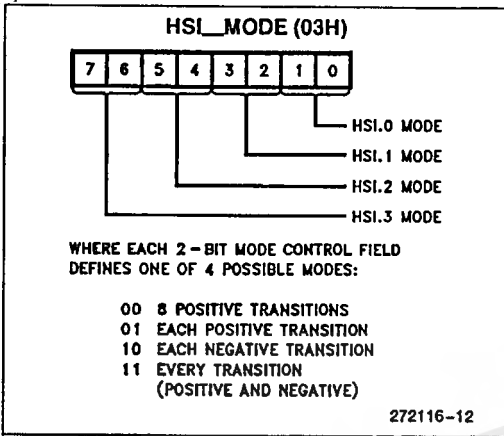 HSI__MODE (03H)
7 6 5 4 3 2 1 0
HSI.0 MODE
HSI.1 MODE
HSI.2 MODE
HSI.3 MODE
WHERE EACH 2-BIT MODE CONTROL FIELD
DEFINES ONE OF 4 POSSIBLE MODES:
00 8 POSITIVE TRANSITIONS
01 EACH POSITIVE TRANSITION
10 EACH NEGATIVE TRANSITION
11 EVERY TRANSITION
(POSITIVE AND NEGATIVE)
272116-12